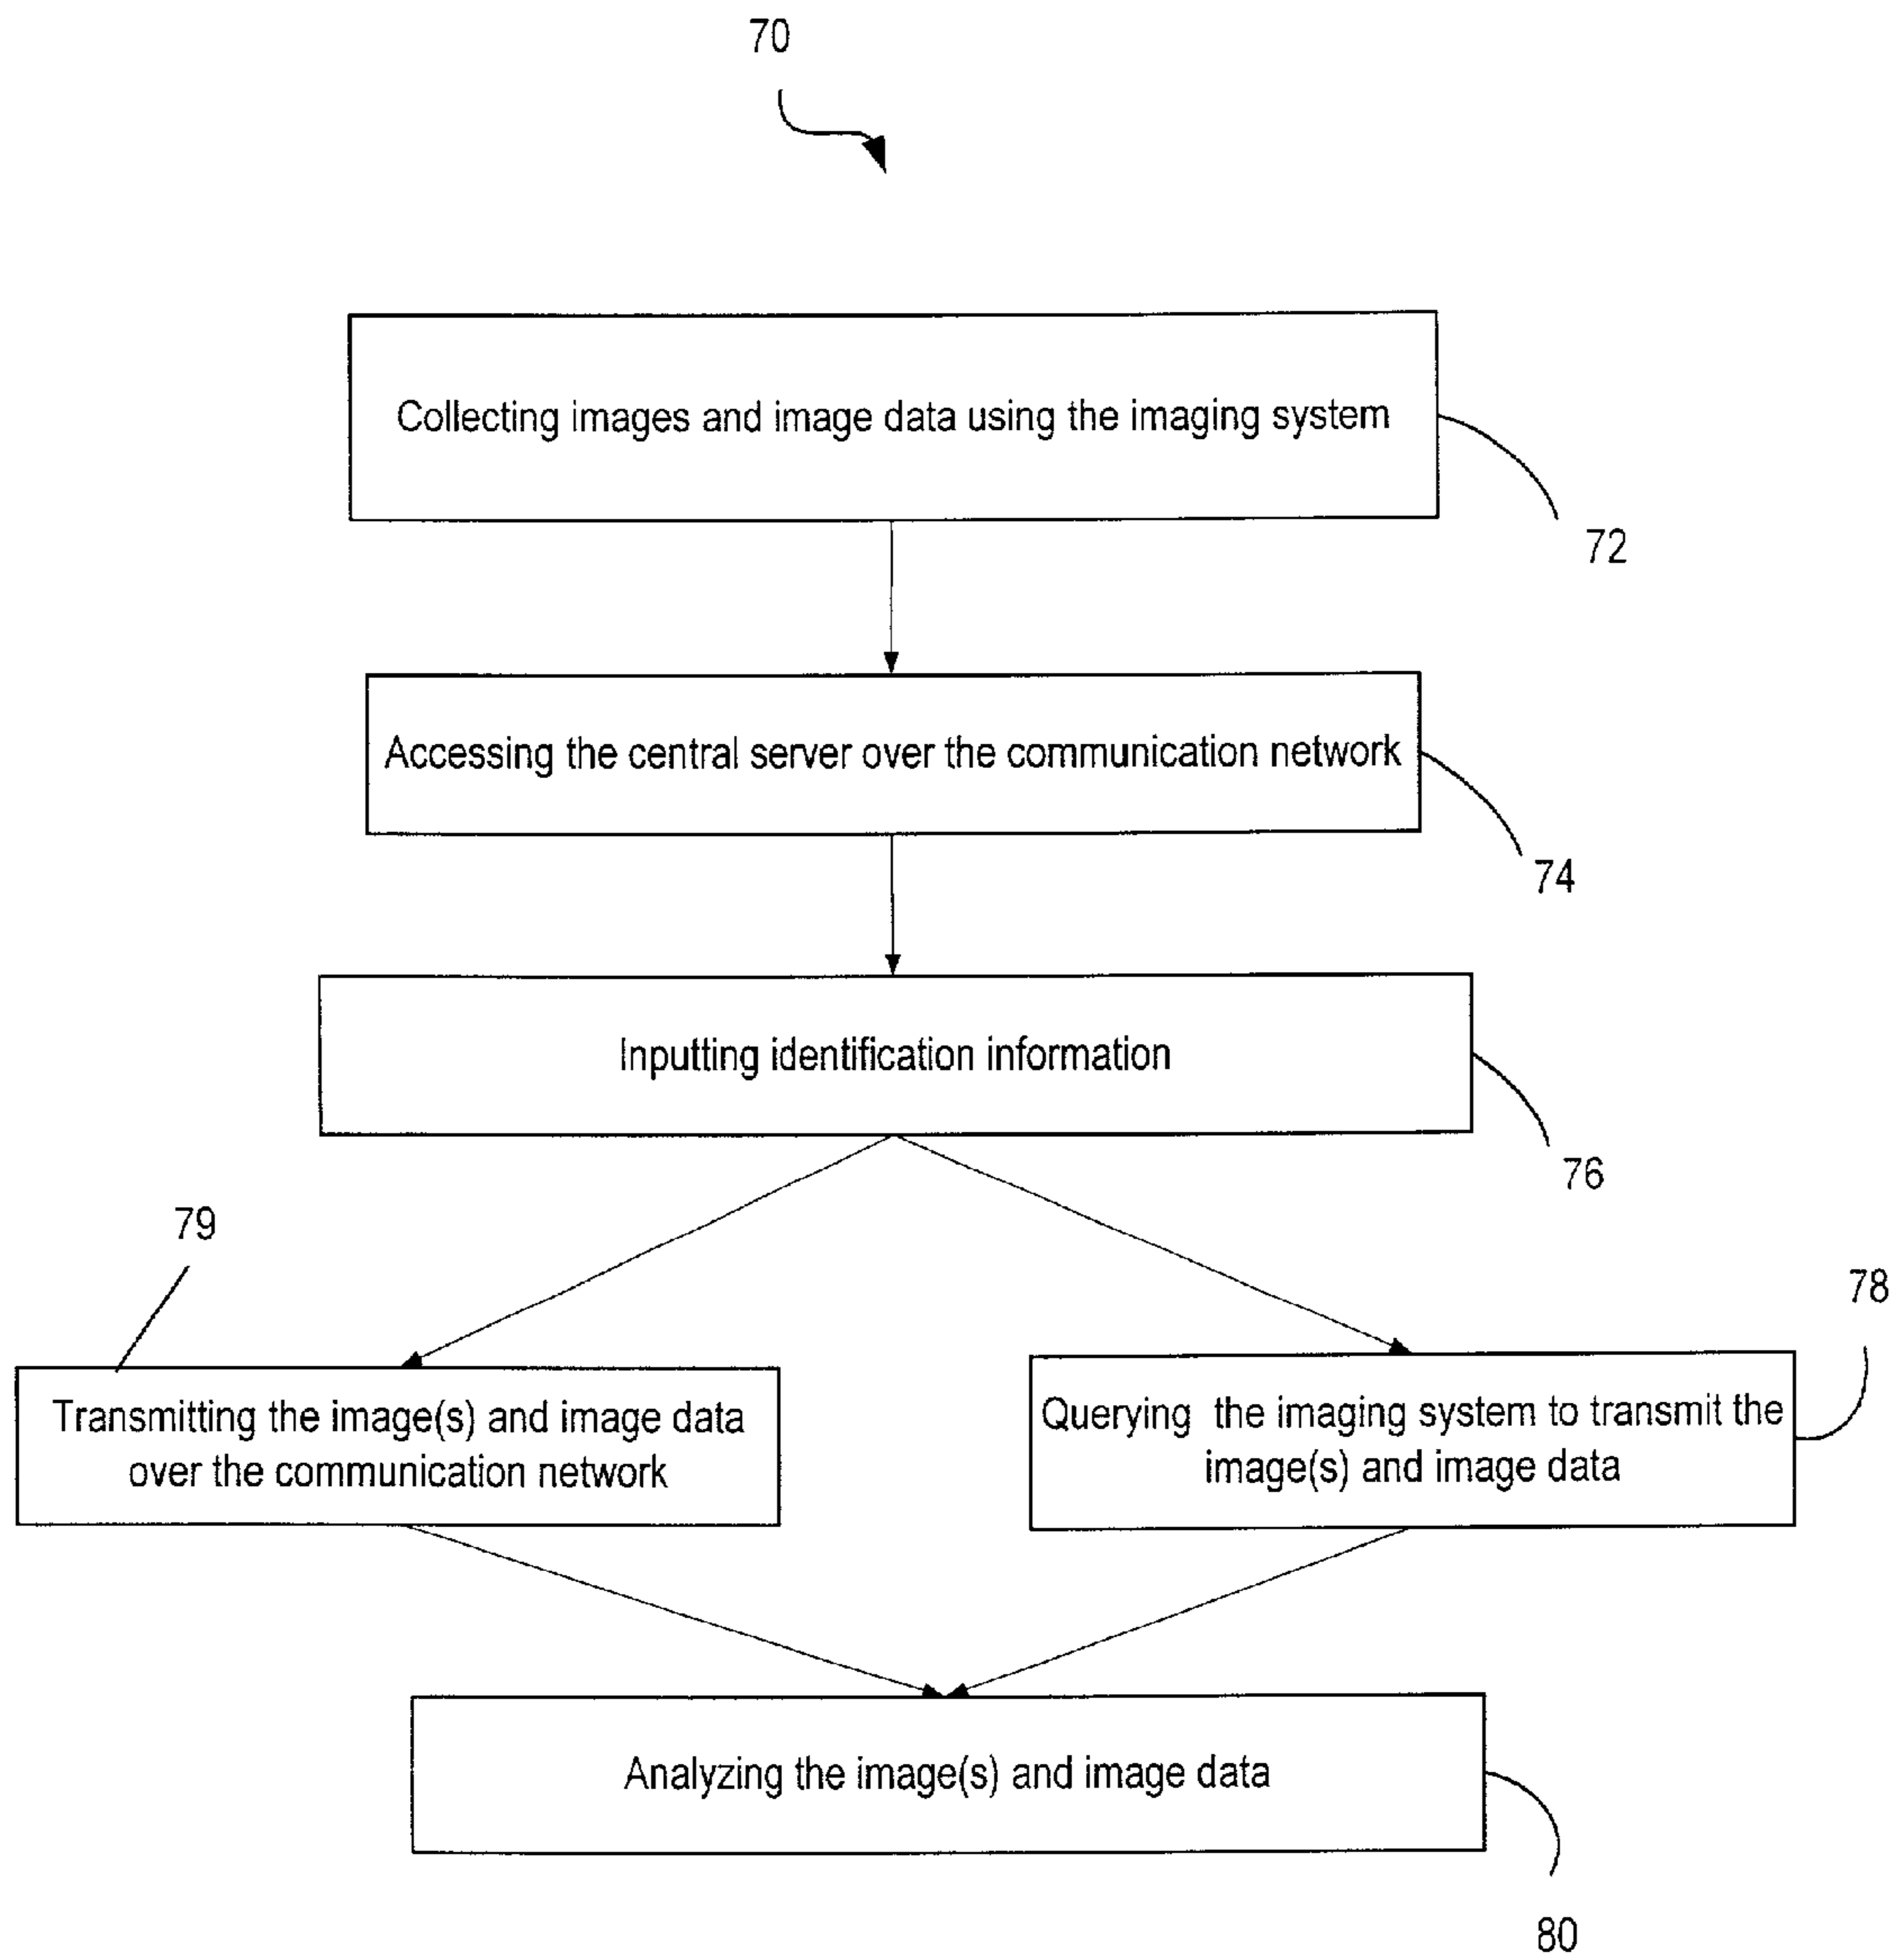 70
Collecting images and image data using the imaging system
72
Accessing the central server over the communication network
74
Inputting identification information
76
79
78
Transmitting the image(s) and image data
over the communication network
Querying the imaging system to transmit the
image(s) and image data
Analyzing the image(s) and image data
80